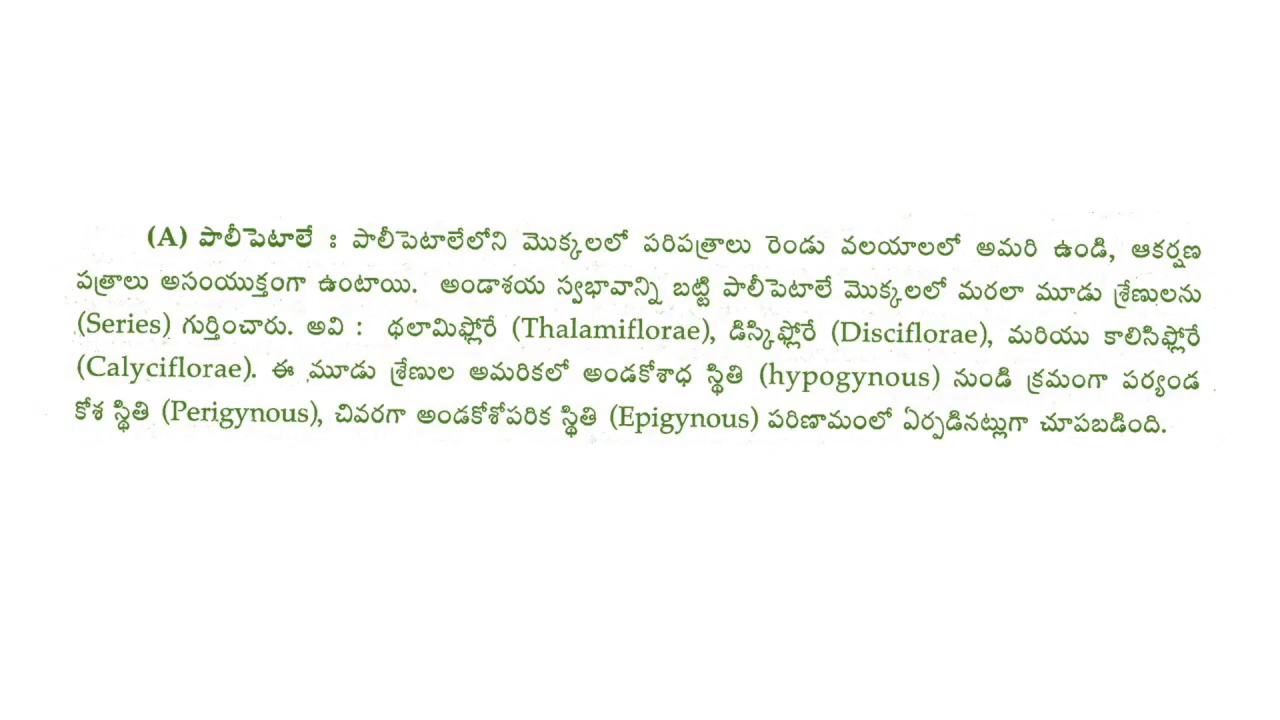 (A) పాలీపెటాలే : పాలీపెటాలేలోని మొక్కలలో పరిపత్రాలు రెండు వలయాలలో అమరి ఉండి, ఆకర్షణ
పత్రాలు అసంయుక్తంగా ఉంటాయి. అండాశయ స్వభావాన్ని బట్టి పాలీపెటాలే మొక్కలలో మరలా మూడు శ్రేణులను
(Series) గుర్తించారు. అవి : థలామిఫ్లోరే (Thalamiflorae), డిస్కిఫ్లోరే (Disciflorae), మరియు కాలిసిఫ్లోరే
(Calyciflorae). ఈ మూడు శ్రేణుల అమరికలో అండకోశాధ స్థితి (hypogynous) నుండి క్రమంగా పర్యండ
కోశ స్థితి (Perigynous), చివరగా అండకోశోపరిక స్థితి (Epigynous) పరిణామంలో ఏర్పడినట్లుగా చూపబడింది.